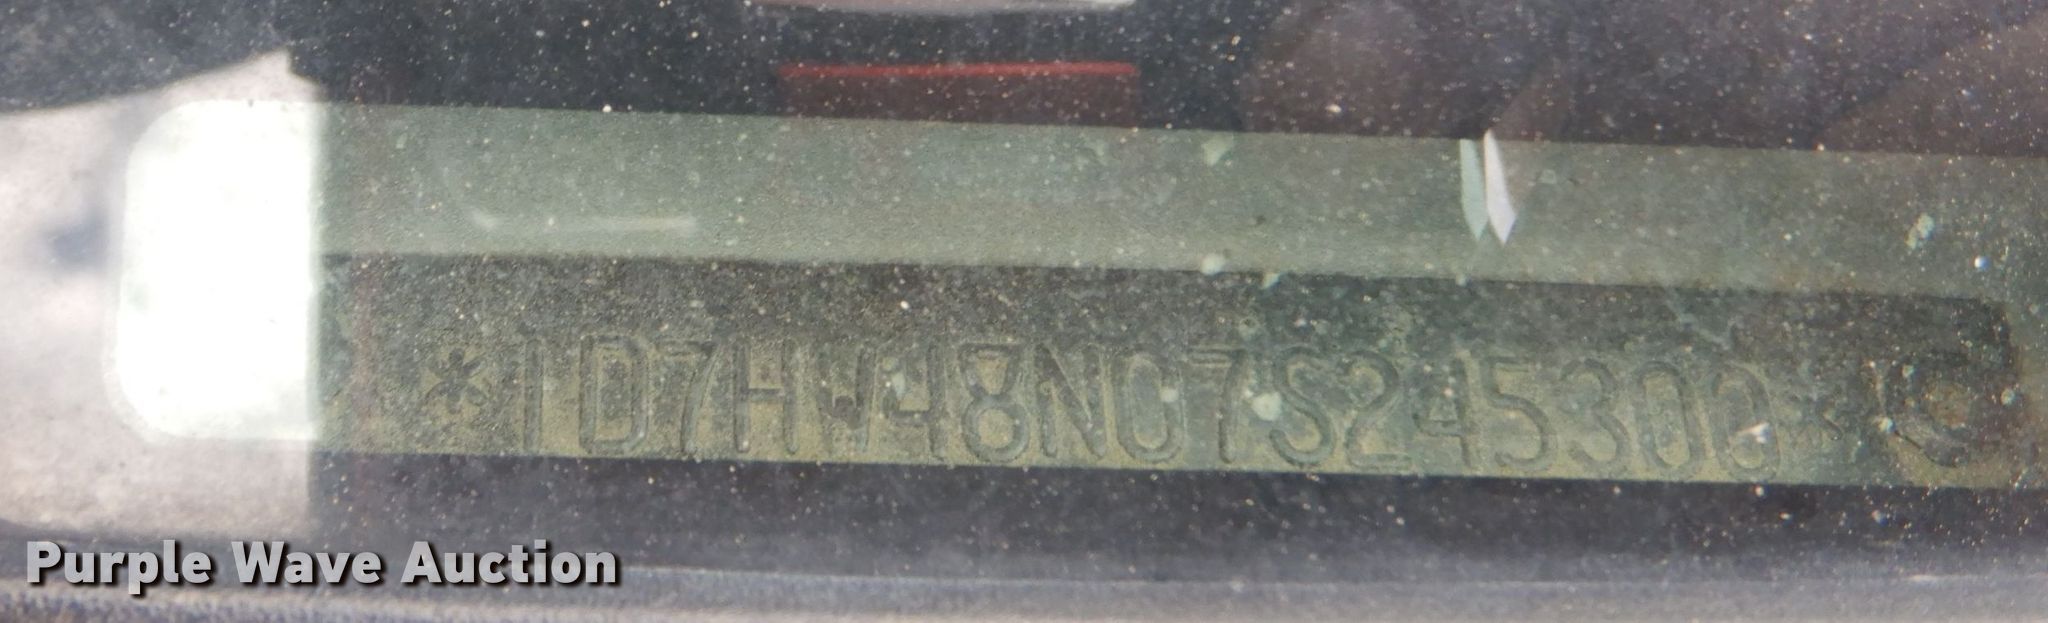 *1D7HW48N07S245300*
Purple Wave Auction